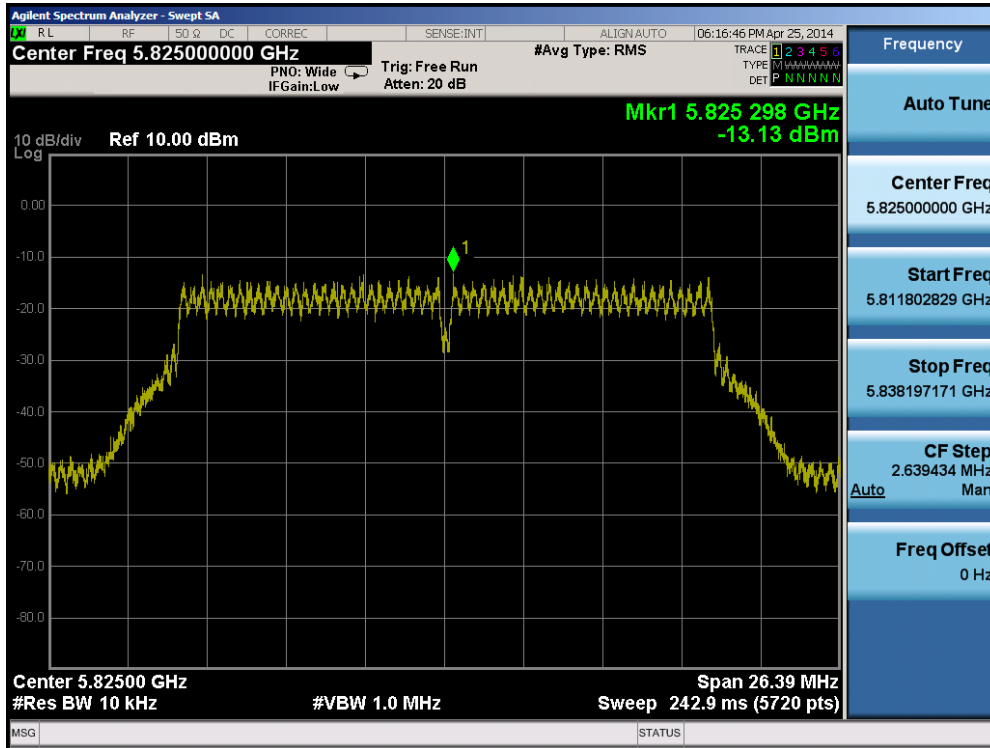 Agilent Spectrum Analyzer - Swept SA
LXI RL RF 50 Ω DC CORREC SENSE:INT ALIGN AUTO 06:16:46 PM Apr 25, 2014
Center Freq 5.825000000 GHz
PNO: Wide
IFGain:Low
Trig: Free Run
Atten: 20 dB
#Avg Type: RMS
TRACE 1 2 3 4 5 6
TYPE M WWWWW
DET P N N N N N
Mkr1 5.825 298 GHz
-13.13 dBm
10 dB/div
Log
Ref 10.00 dBm
1
0.00
-10.0
-20.0
-30.0
-40.0
-50.0
-60.0
-70.0
-80.0
Center 5.82500 GHz
Span 26.39 MHz
#Res BW 10 kHz
#VBW 1.0 MHz
Sweep 242.9 ms (5720 pts)
MSG
STATUS
Frequency
Auto Tune
Center Freq
5.825000000 GHz
Start Freq
5.811802829 GHz
Stop Freq
5.838197171 GHz
CF Step
2.639434 MHz
Auto Man
Freq Offset
0 Hz